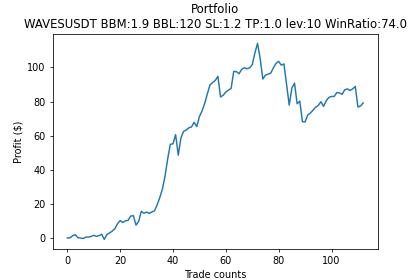 Portfolio
WAVESUSDT BBM:1.9 BBL:120 SL:1.2 TP:1.0 lev:10 WinRatio:74.0
100
80
60
40
20
0
Profit ($)
0 20 40 60 80 100
Trade counts